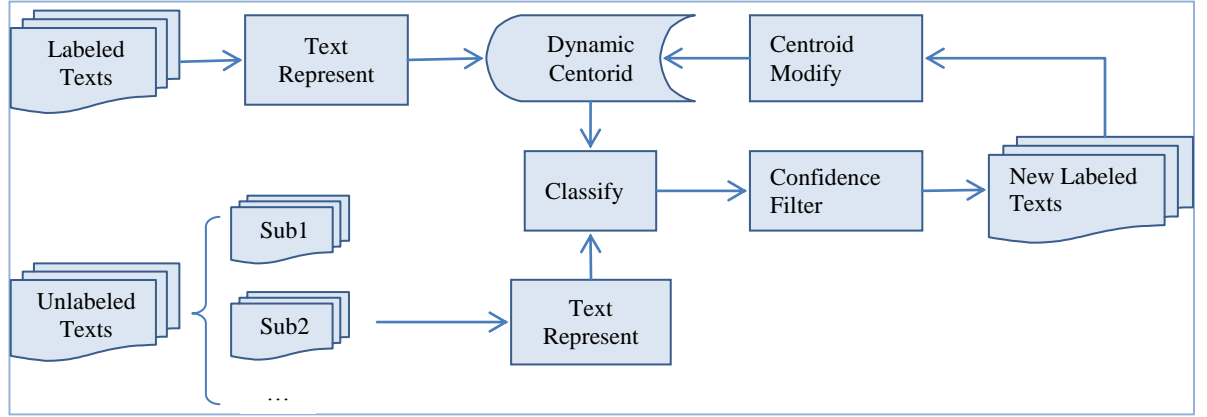 Labeled
Texts
Text
Represent
Dynamic
Centorid
Centroid
Modify
Classify
Confidence
Filter
New Labeled
Texts
Unlabeled
Texts
Sub1
Sub2
…
Text
Represent